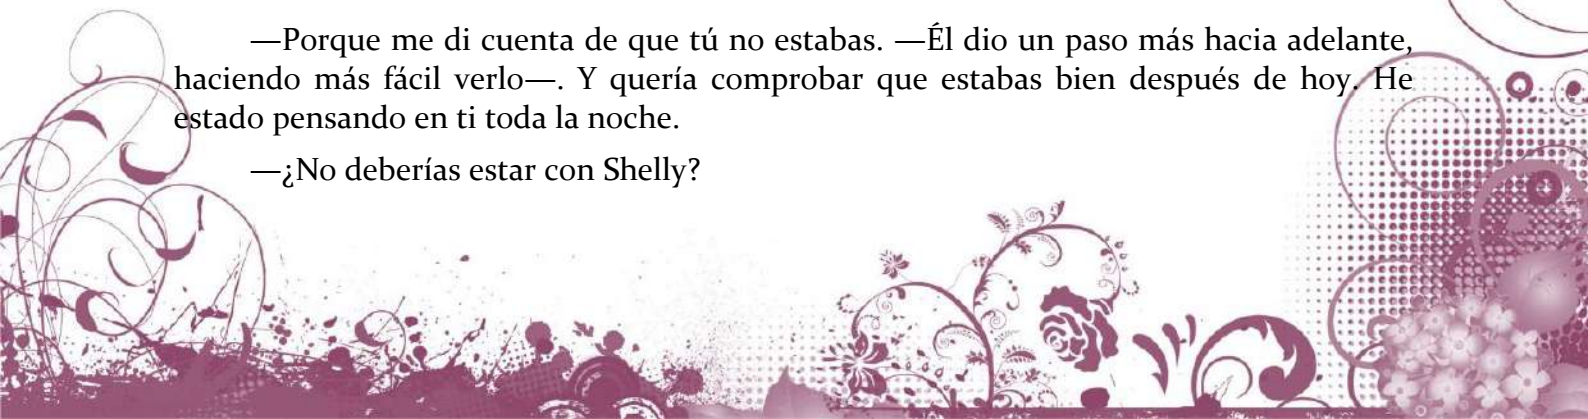 —Porque me di cuenta de que tú no estabas. —Él dio un paso más hacia adelante,
haciendo más fácil verlo—. Y quería comprobar que estabas bien después de hoy. He
estado pensando en ti toda la noche.
—¿No deberías estar con Shelly?